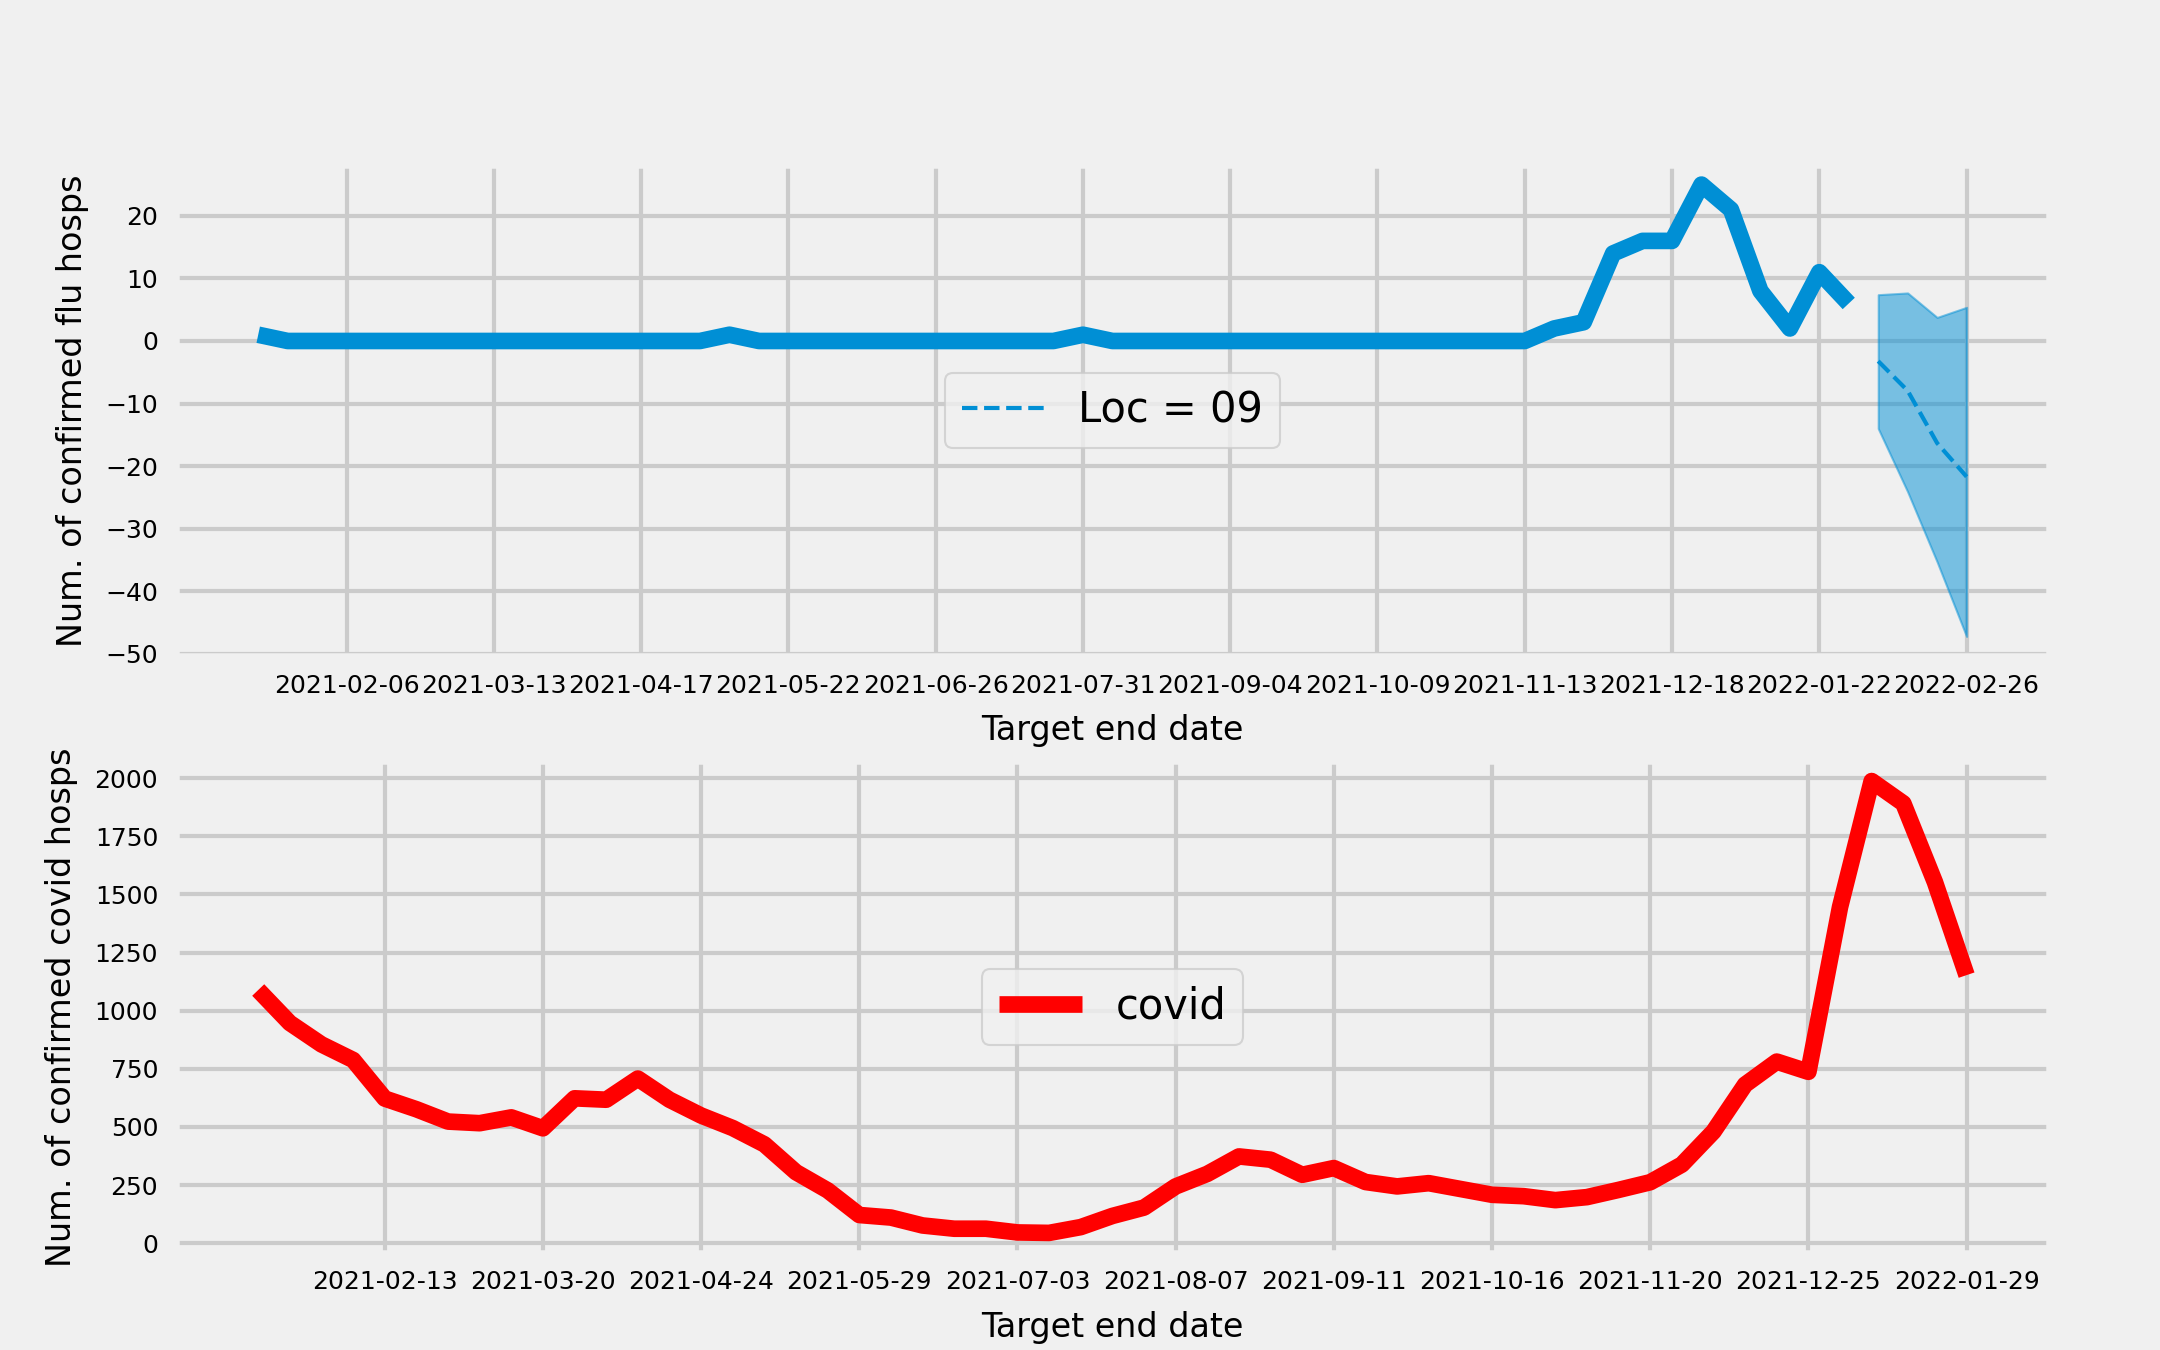 Num. of confirmed flu hosps
20
10
0
−10
−20
−30
−40
−50
Loc = 09
2021-02-06 2021-03-13 2021-04-17 2021-05-22 2021-06-26 2021-07-31 2021-09-04 2021-10-09 2021-11-13 2021-12-18 2022-01-22 2022-02-26
Target end date
Num. of confirmed covid hosps
2000
1750
1500
1250
1000
750
500
250
0
covid
2021-02-13 2021-03-20 2021-04-24 2021-05-29 2021-07-03 2021-08-07 2021-09-11 2021-10-16 2021-11-20 2021-12-25 2022-01-29
Target end date